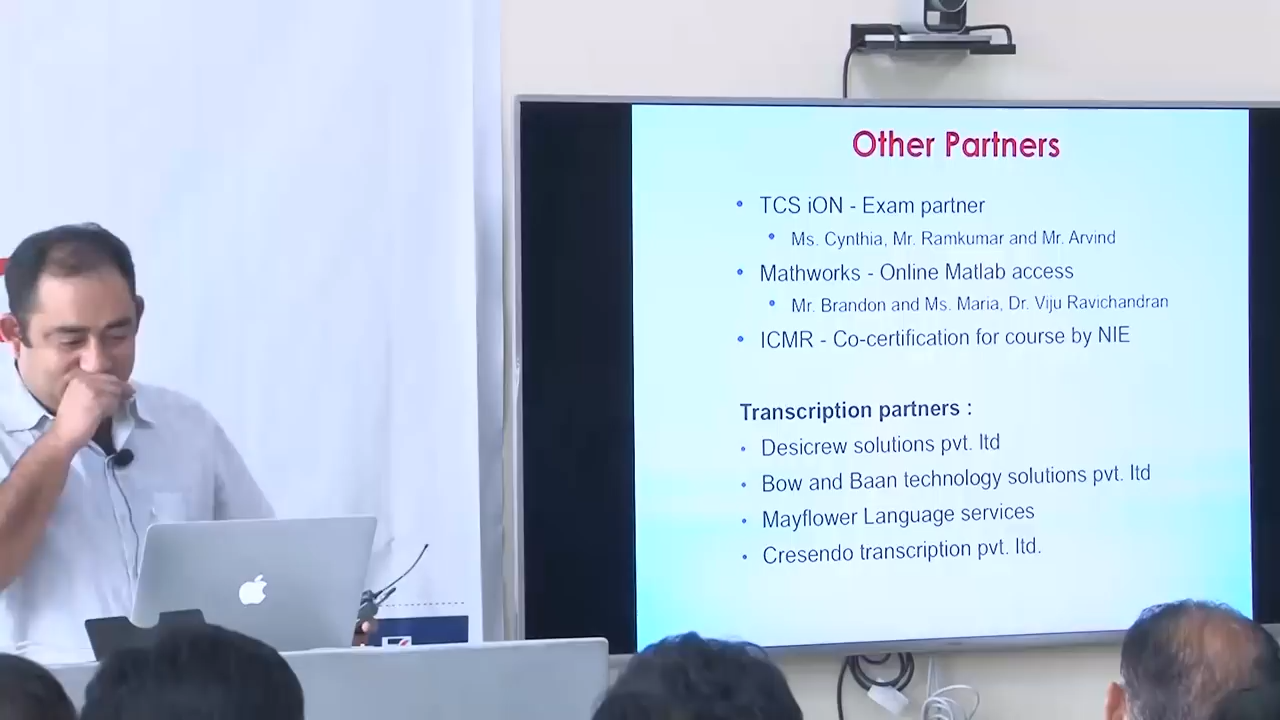 Other Partners
• TCS iON - Exam partner
• Ms. Cynthia, Mr. Ramkumar and Mr. Arvind
• Mathworks - Online Matlab access
• Mr. Brandon and Ms. Maria, Dr. Viju Ravichandran
• ICMR - Co-certification for course by NIE
Transcription partners :
• Desicrew solutions pvt. ltd
• Bow and Baan technology solutions pvt. ltd
• Mayflower Language services
• Cresendo transcription pvt. ltd.